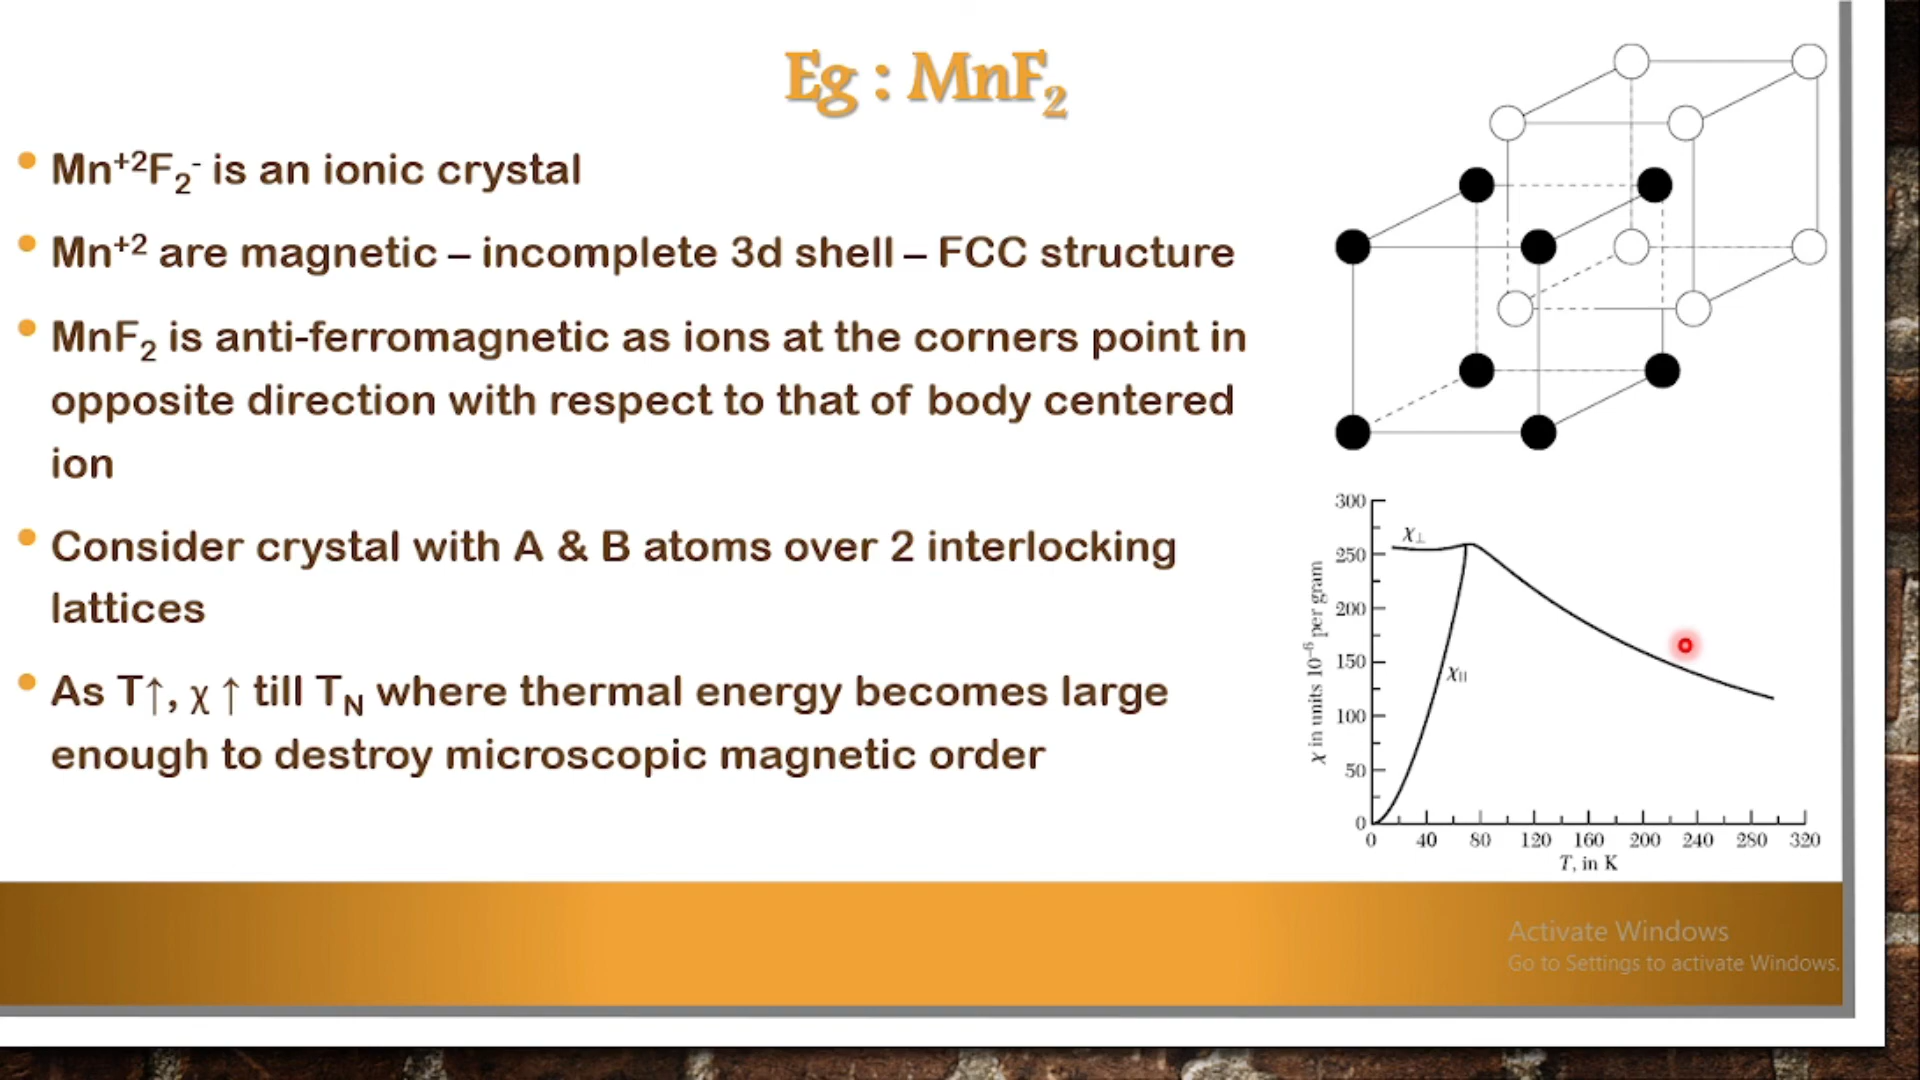 Eg : MnF₂
• Mn⁺²F₂⁻ is an ionic crystal
• Mn⁺² are magnetic – incomplete 3d shell – FCC structure
• MnF₂ is anti-ferromagnetic as ions at the corners point in
opposite direction with respect to that of body centered
ion
• Consider crystal with A & B atoms over 2 interlocking
lattices
• As T↑, χ ↑ till T_N where thermal energy becomes large
enough to destroy microscopic magnetic order
300
250
200
150
100
50
0
χ in units 10⁻⁶ per gram
χ⊥
χ||
0 40 80 120 160 200 240 280 320
T, in K
Activate Windows
Go to Settings to activate Windows.